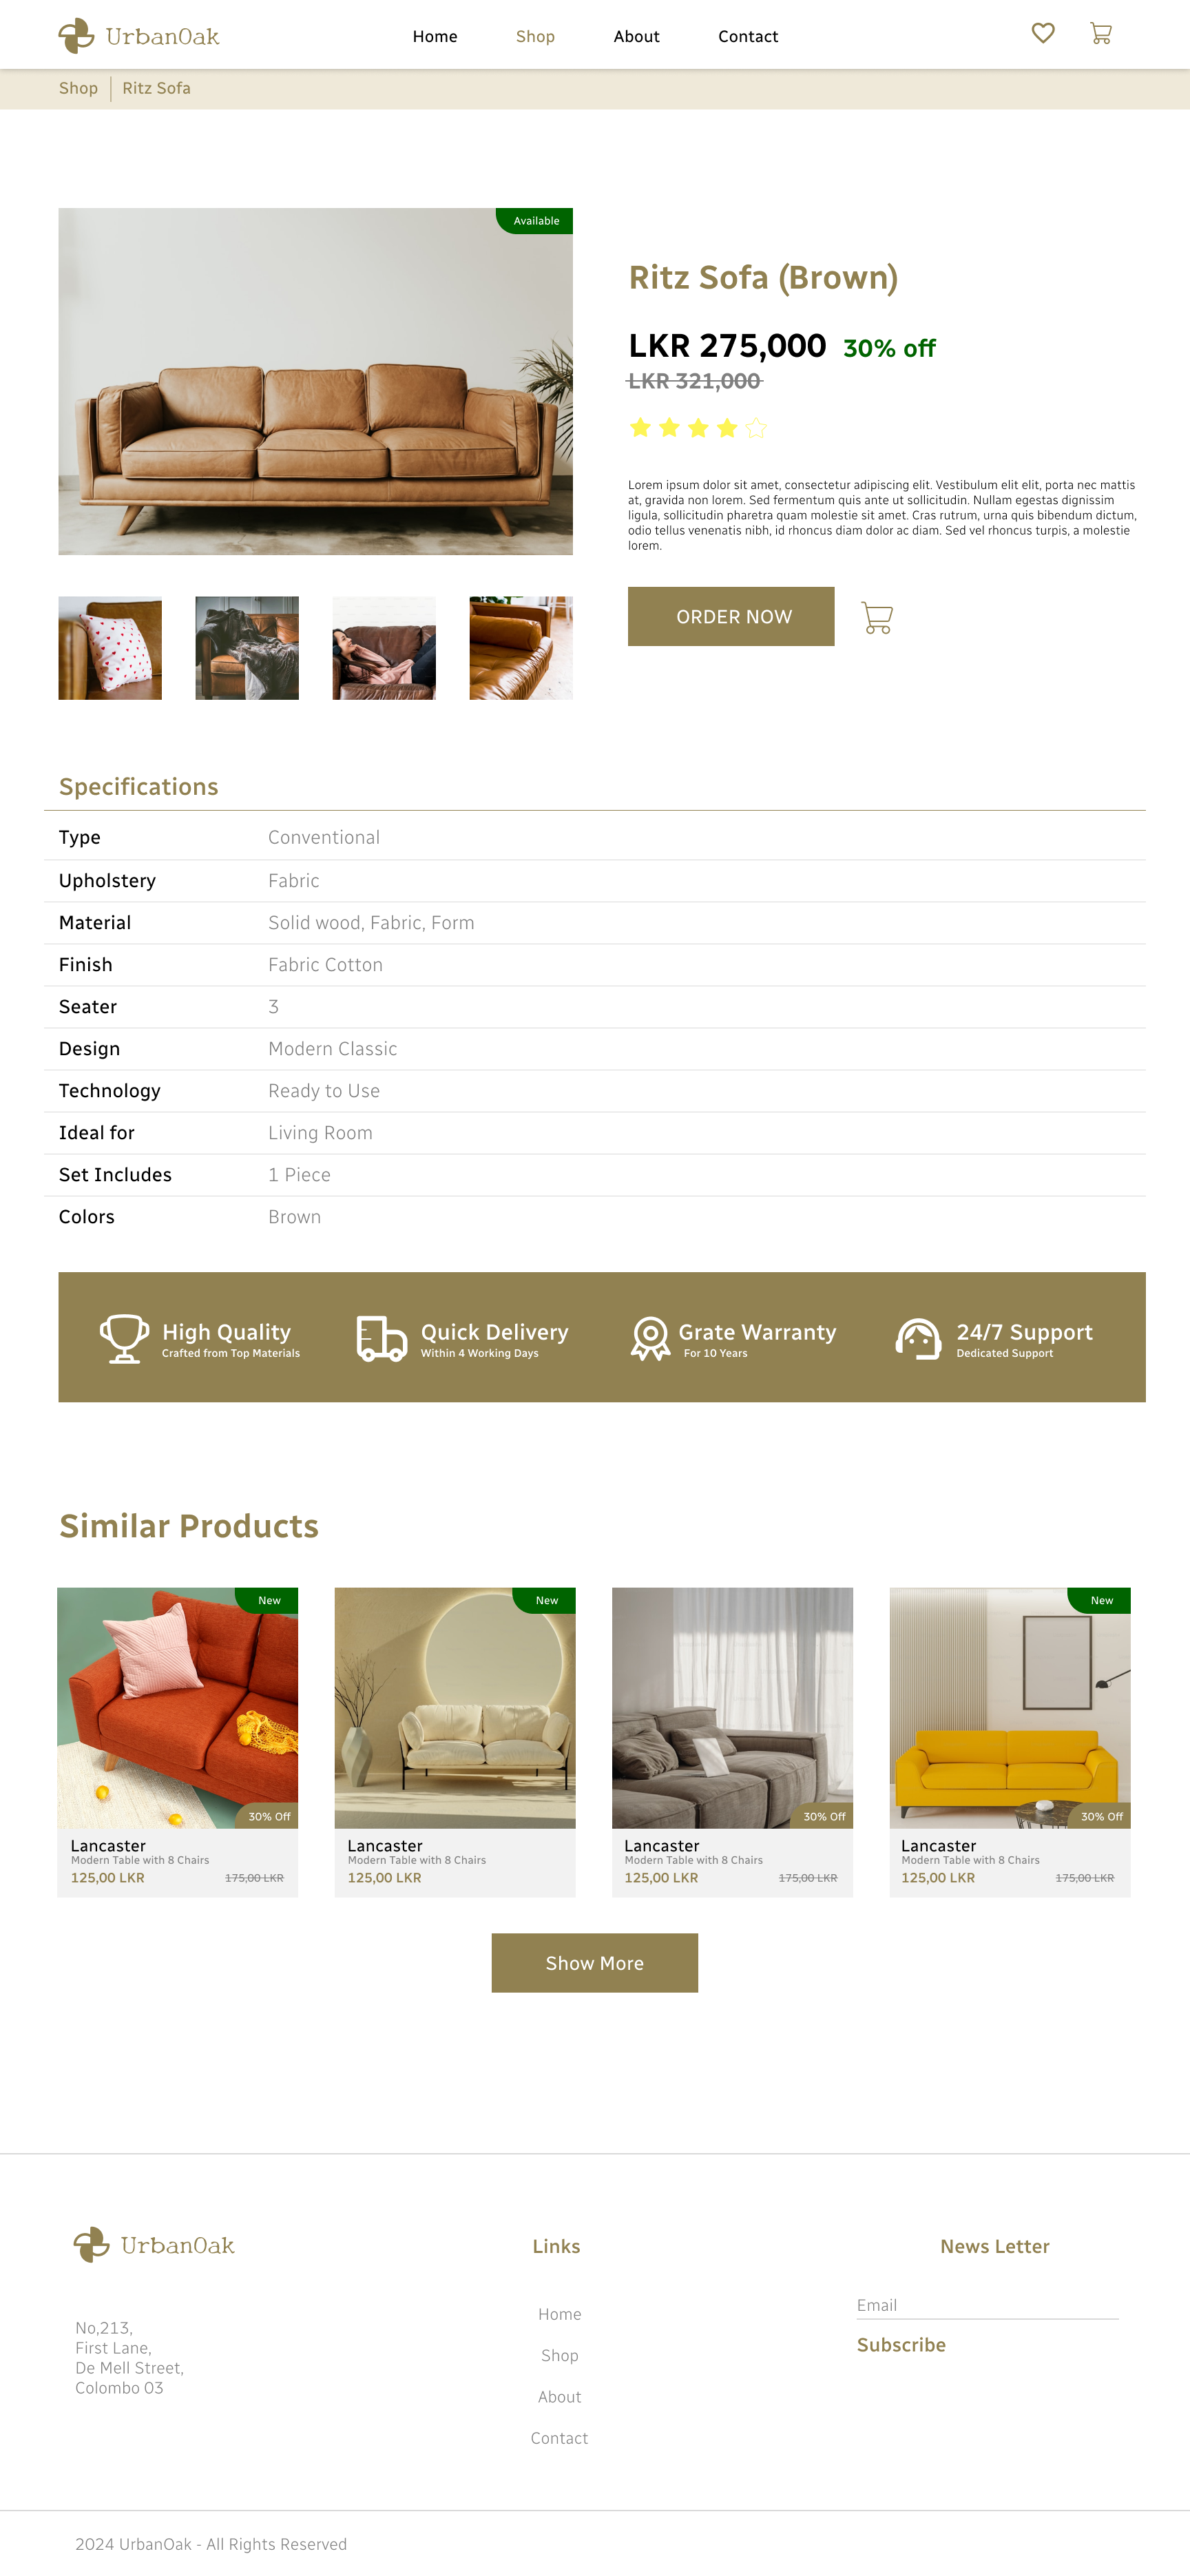 UrbanOak
Home
Shop
About
Contact
Shop
Ritz Sofa
Available
Ritz Sofa (Brown)
LKR 275,000 30% off
LKR 321,000
Lorem ipsum dolor sit amet, consectetur adipiscing elit. Vestibulum elit elit, porta nec mattis
at, gravida non lorem. Sed fermentum quis ante ut sollicitudin. Nullam egestas dignissim
ligula, sollicitudin pharetra quam molestie sit amet. Cras rutrum, urna quis bibendum dictum,
odio tellus venenatis nibh, id rhoncus diam dolor ac diam. Sed vel rhoncus turpis, a molestie
lorem.
ORDER NOW
Specifications
Type Conventional
Upholstery Fabric
Material Solid wood, Fabric, Form
Finish Fabric Cotton
Seater 3
Design Modern Classic
Technology Ready to Use
Ideal for Living Room
Set Includes 1 Piece
Colors Brown
High Quality
Crafted from Top Materials
Quick Delivery
Within 4 Working Days
Grate Warranty
For 10 Years
24/7 Support
Dedicated Support
Similar Products
New
30% Off
Lancaster
Modern Table with 8 Chairs
125,00 LKR 175,00 LKR
New
Lancaster
Modern Table with 8 Chairs
125,00 LKR
30% Off
Lancaster
Modern Table with 8 Chairs
125,00 LKR 175,00 LKR
New
30% Off
Lancaster
Modern Table with 8 Chairs
125,00 LKR 175,00 LKR
Show More
UrbanOak
No,213,
First Lane,
De Mell Street,
Colombo 03
Links
Home
Shop
About
Contact
News Letter
Email
Subscribe
2024 UrbanOak - All Rights Reserved